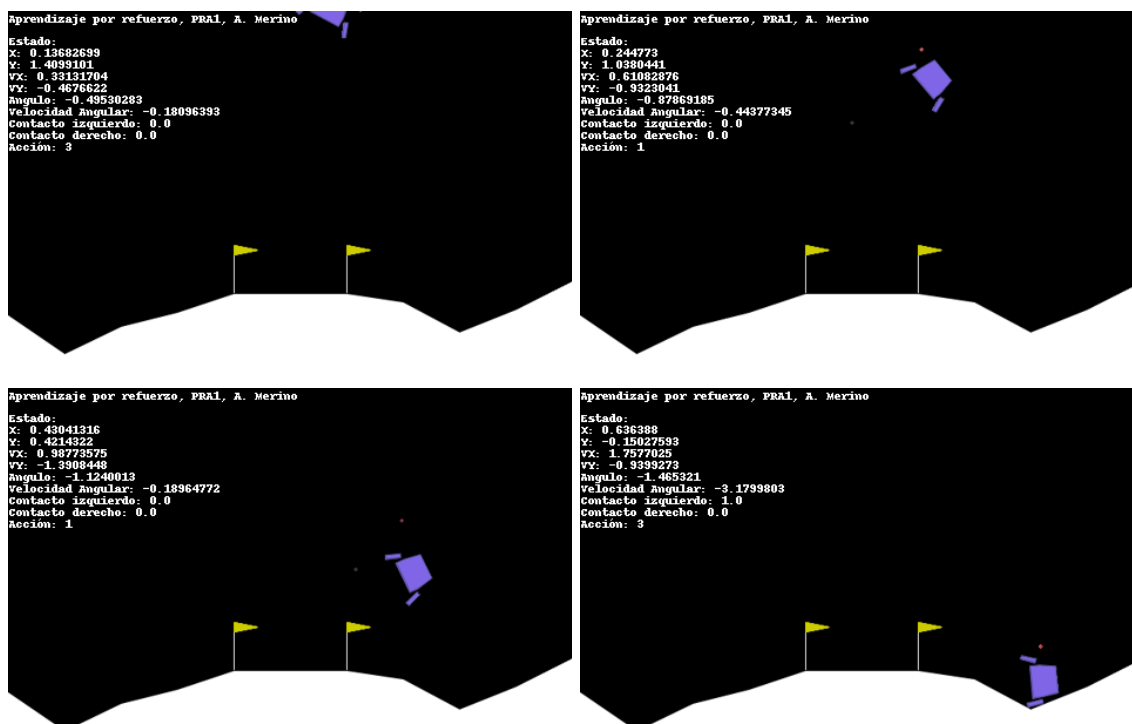 Aprendizaje por refuerzo, PRA1, A. Merino
Estado:
X: 0.13682699
Y: 1.4099101
VX: 0.33131704
VY: -0.4676622
Angulo: -0.49530283
Velocidad Angular: -0.18096393
Contacto izquierdo: 0.0
Contacto derecho: 0.0
Acción: 3
Aprendizaje por refuerzo, PRA1, A. Merino
Estado:
X: 0.244773
Y: 1.0380441
VX: 0.61082876
VY: -0.9323041
Angulo: -0.87869185
Velocidad Angular: -0.44377345
Contacto izquierdo: 0.0
Contacto derecho: 0.0
Acción: 1
Aprendizaje por refuerzo, PRA1, A. Merino
Estado:
X: 0.43041316
Y: 0.4214322
VX: 0.98773575
VY: -1.3908448
Angulo: -1.1240013
Velocidad Angular: -0.18964772
Contacto izquierdo: 0.0
Contacto derecho: 0.0
Acción: 1
Aprendizaje por refuerzo, PRA1, A. Merino
Estado:
X: 0.636388
Y: -0.15027593
VX: 1.7577025
VY: -0.9399273
Angulo: -1.465321
Velocidad Angular: -3.1799803
Contacto izquierdo: 1.0
Contacto derecho: 0.0
Acción: 3